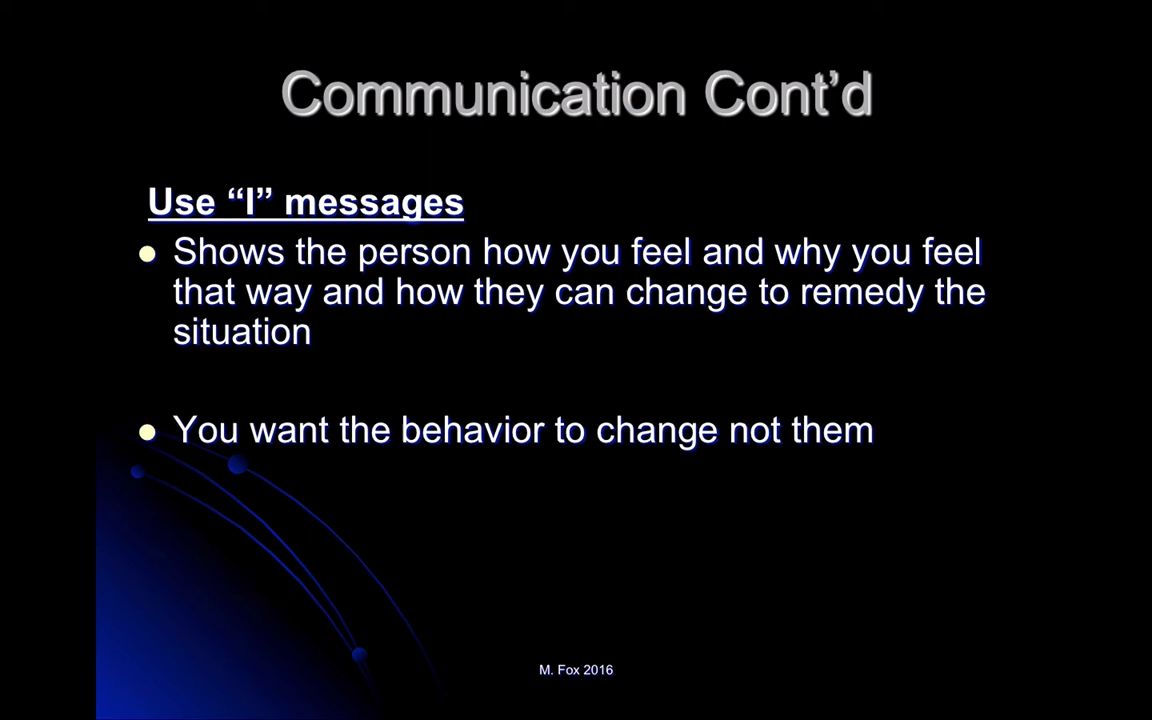 Communication Cont’d
Use “I” messages
Shows the person how you feel and why you feel
that way and how they can change to remedy the
situation
You want the behavior to change not them
M. Fox 2016